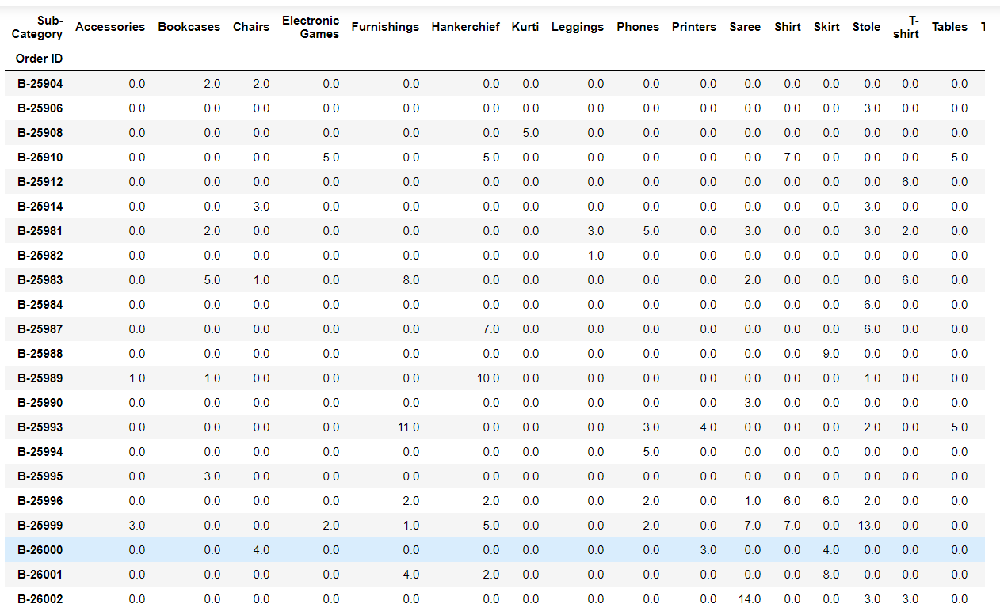 Sub-Category Accessories Bookcases Chairs Electronic Games Furnishings Hankerchief Kurti Leggings Phones Printers Saree Shirt Skirt Stole T-shirt Tables
Order ID
B-25904 0.0 2.0 2.0 0.0 0.0 0.0 0.0 0.0 0.0 0.0 0.0 0.0 0.0 0.0 0.0 0.0
B-25906 0.0 0.0 0.0 0.0 0.0 0.0 0.0 0.0 0.0 0.0 0.0 0.0 0.0 3.0 0.0 0.0
B-25908 0.0 0.0 0.0 0.0 0.0 0.0 5.0 0.0 0.0 0.0 0.0 0.0 0.0 0.0 0.0 0.0
B-25910 0.0 0.0 0.0 5.0 0.0 5.0 0.0 0.0 0.0 0.0 0.0 7.0 0.0 0.0 0.0 5.0
B-25912 0.0 0.0 0.0 0.0 0.0 0.0 0.0 0.0 0.0 0.0 0.0 0.0 0.0 0.0 6.0 0.0
B-25914 0.0 0.0 3.0 0.0 0.0 0.0 0.0 0.0 0.0 0.0 0.0 0.0 0.0 3.0 0.0 0.0
B-25981 0.0 2.0 0.0 0.0 0.0 0.0 0.0 3.0 5.0 0.0 3.0 0.0 0.0 3.0 2.0 0.0
B-25982 0.0 0.0 0.0 0.0 0.0 0.0 0.0 1.0 0.0 0.0 0.0 0.0 0.0 0.0 0.0 0.0
B-25983 0.0 5.0 1.0 0.0 8.0 0.0 0.0 0.0 0.0 0.0 2.0 0.0 0.0 0.0 6.0 0.0
B-25984 0.0 0.0 0.0 0.0 0.0 0.0 0.0 0.0 0.0 0.0 0.0 0.0 0.0 6.0 0.0 0.0
B-25987 0.0 0.0 0.0 0.0 0.0 7.0 0.0 0.0 0.0 0.0 0.0 0.0 0.0 6.0 0.0 0.0
B-25988 0.0 0.0 0.0 0.0 0.0 0.0 0.0 0.0 0.0 0.0 0.0 0.0 9.0 0.0 0.0 0.0
B-25989 1.0 1.0 0.0 0.0 0.0 10.0 0.0 0.0 0.0 0.0 0.0 0.0 0.0 1.0 0.0 0.0
B-25990 0.0 0.0 0.0 0.0 0.0 0.0 0.0 0.0 0.0 0.0 3.0 0.0 0.0 0.0 0.0 0.0
B-25993 0.0 0.0 0.0 0.0 11.0 0.0 0.0 0.0 3.0 4.0 0.0 0.0 0.0 2.0 0.0 5.0
B-25994 0.0 0.0 0.0 0.0 0.0 0.0 0.0 0.0 5.0 0.0 0.0 0.0 0.0 0.0 0.0 0.0
B-25995 0.0 3.0 0.0 0.0 0.0 0.0 0.0 0.0 0.0 0.0 0.0 0.0 0.0 0.0 0.0 0.0
B-25996 0.0 0.0 0.0 0.0 2.0 2.0 0.0 0.0 2.0 0.0 1.0 6.0 6.0 2.0 0.0 0.0
B-25999 3.0 0.0 0.0 2.0 1.0 5.0 0.0 0.0 2.0 0.0 7.0 7.0 0.0 13.0 0.0 0.0
B-26000 0.0 0.0 4.0 0.0 0.0 0.0 0.0 0.0 0.0 3.0 0.0 0.0 4.0 0.0 0.0 0.0
B-26001 0.0 0.0 0.0 0.0 4.0 2.0 0.0 0.0 0.0 0.0 0.0 0.0 8.0 0.0 0.0 0.0
B-26002 0.0 0.0 0.0 0.0 0.0 0.0 0.0 0.0 0.0 0.0 14.0 0.0 0.0 3.0 3.0 0.0